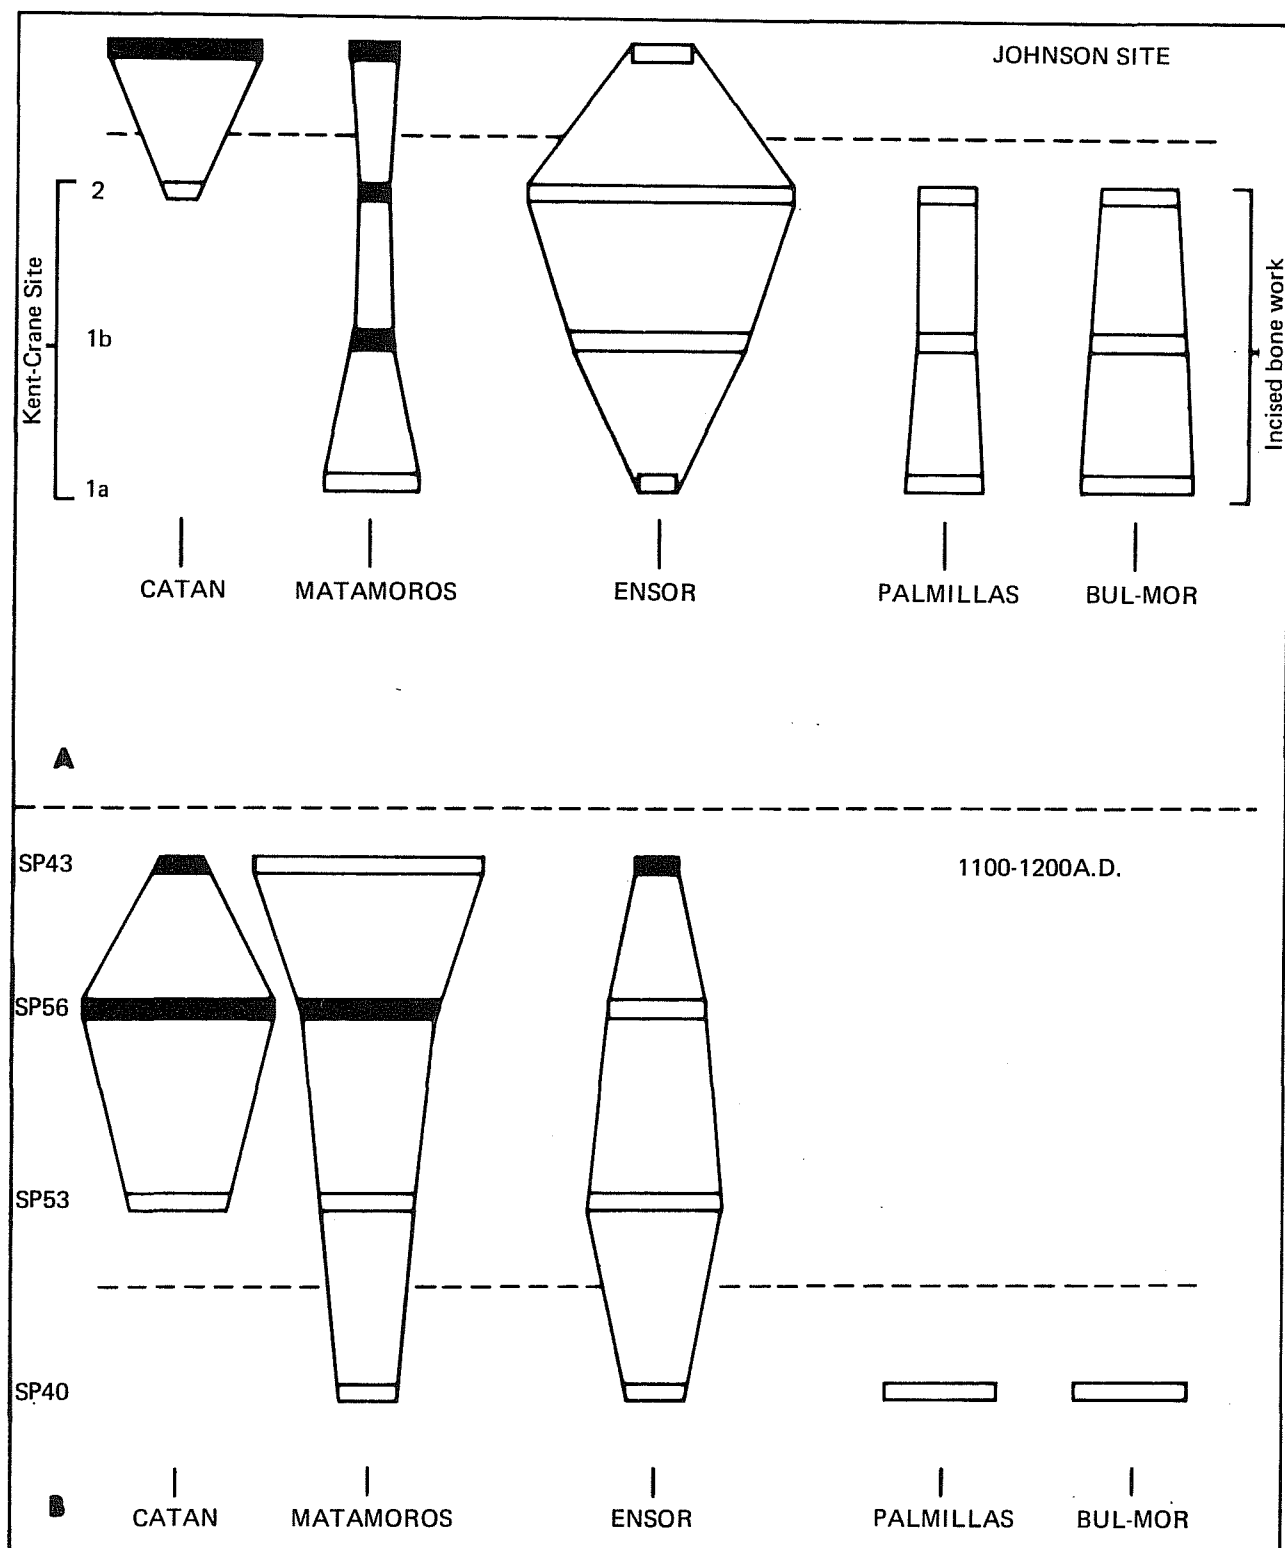 JOHNSON SITE
Kent-Crane Site
2
1b
1a
Incised bone work
CATAN MATAMOROS ENSOR PALMILLAS BUL-MOR
A
SP43
1100-1200A.D.
SP56
SP53
SP40
B
CATAN MATAMOROS ENSOR PALMILLAS BUL-MOR